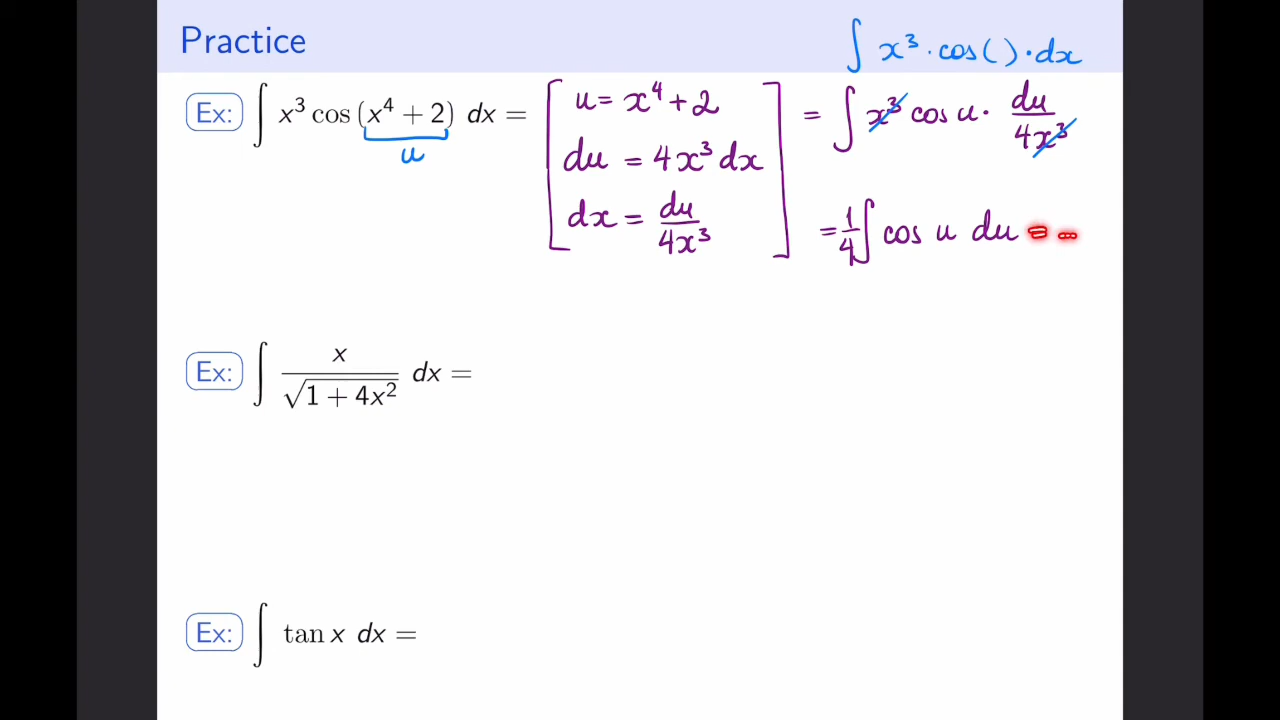 Practice
∫ x³ · cos( ) · dx
Ex: ∫ x³ cos (x⁴ + 2) dx =
u
u = x⁴ + 2
du = 4x³ dx
dx = du/4x³
= ∫ x³ cos u · du/4x³
= 1/4 ∫ cos u du =
Ex: ∫ x/√(1 + 4x²) dx =
Ex: ∫ tan x dx =